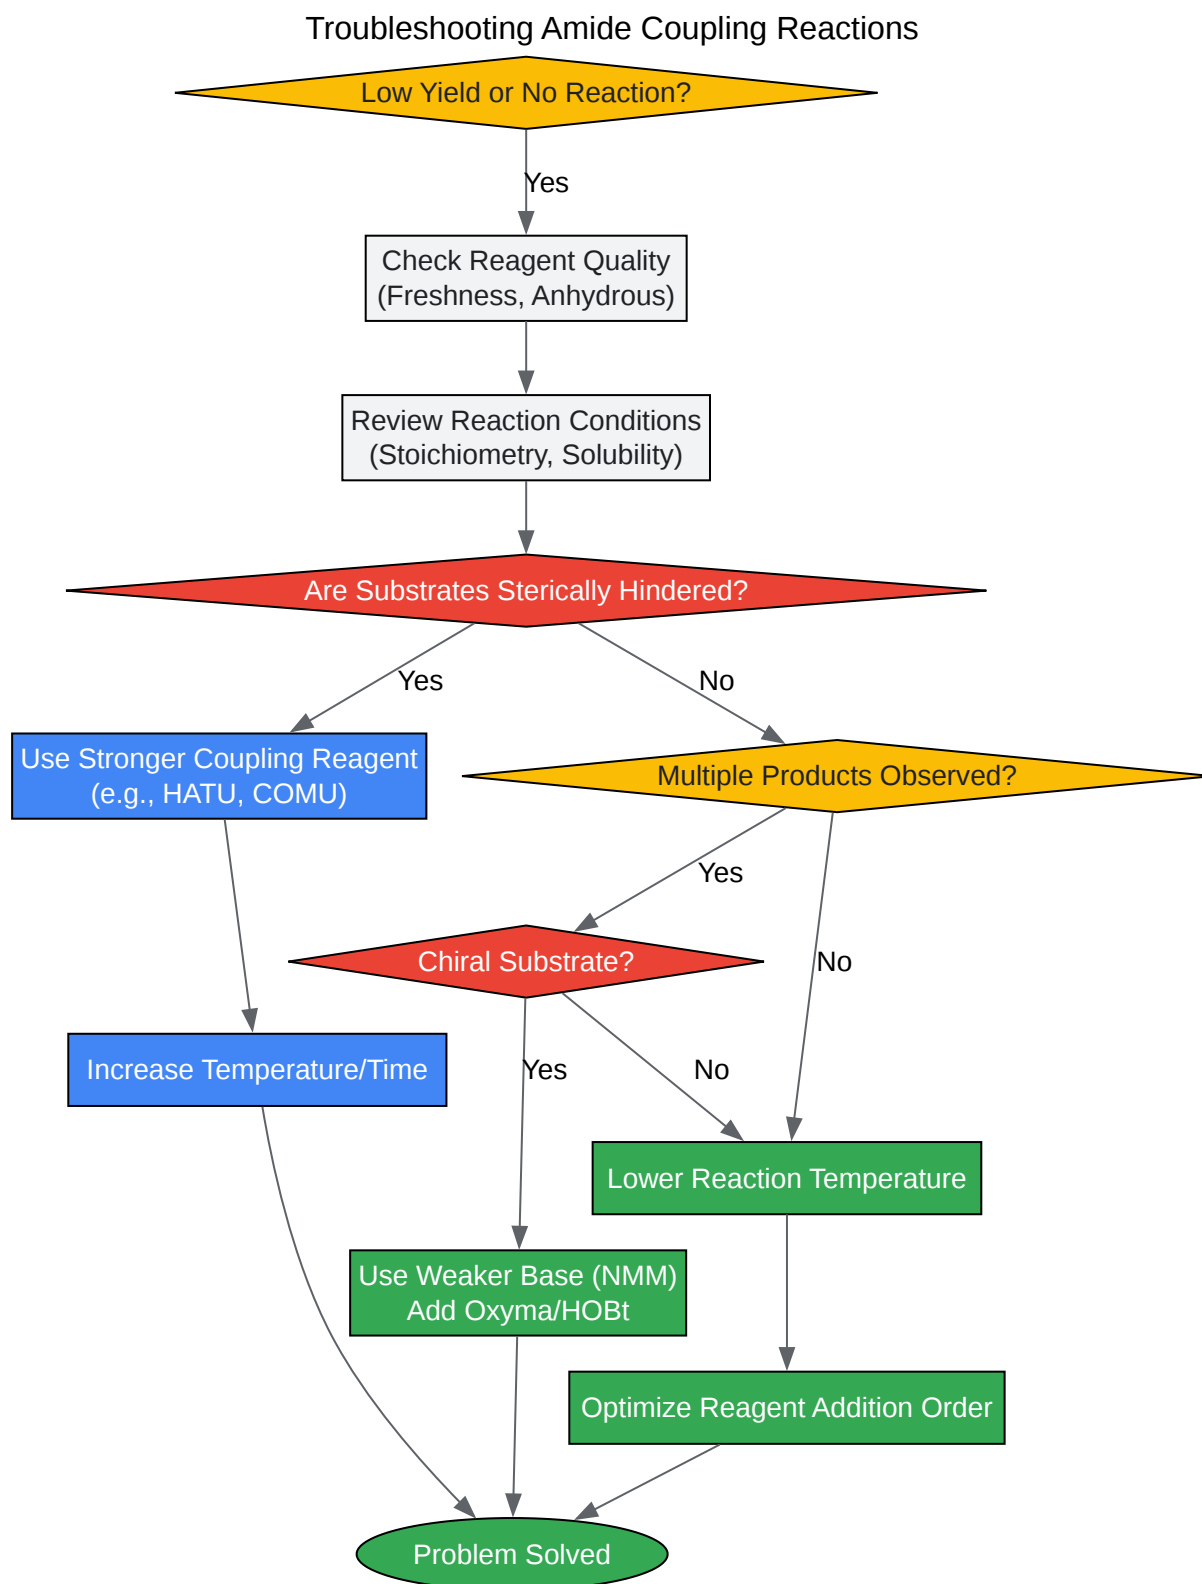 Troubleshooting Amide Coupling Reactions
Low Yield or No Reaction?
Yes
Check Reagent Quality
(Freshness, Anhydrous)
Review Reaction Conditions
(Stoichiometry, Solubility)
Are Substrates Sterically Hindered?
Yes
No
Use Stronger Coupling Reagent
(e.g., HATU, COMU)
Multiple Products Observed?
Yes
No
Chiral Substrate?
Yes
No
Increase Temperature/Time
Lower Reaction Temperature
Use Weaker Base (NMM)
Add Oxyma/HOBt
Optimize Reagent Addition Order
Problem Solved